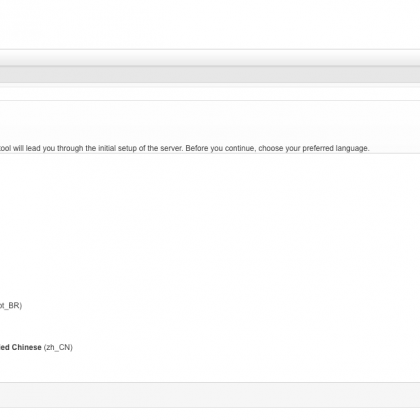 tool will lead you through the initial setup of the server. Before you continue, choose your preferred language.
pt_BR)
ed Chinese (zh_CN)